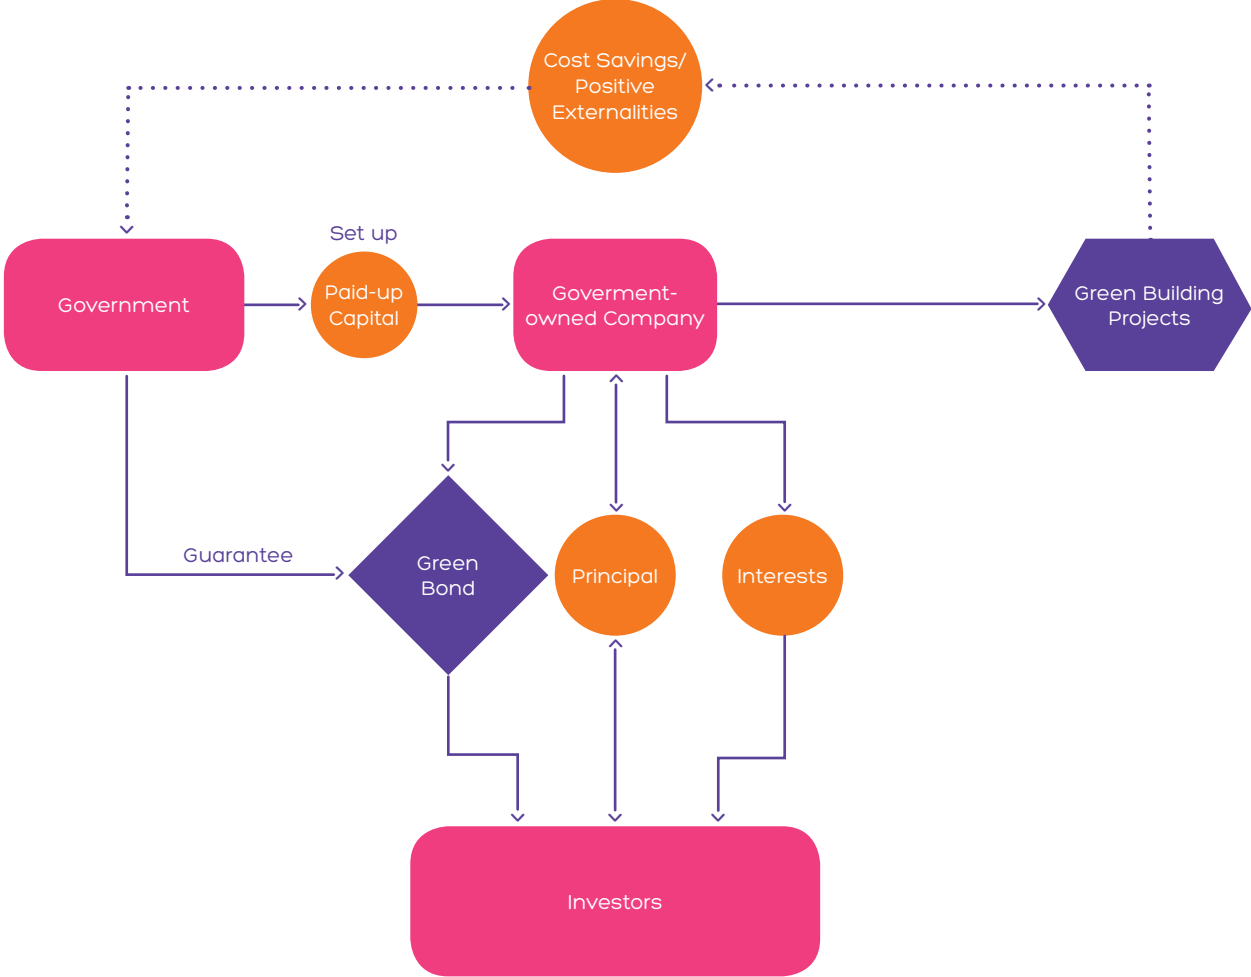 Cost Savings/
Positive
Externalities
Set up
Government
Paid-up
Capital
Goverment-
owned Company
Green Building
Projects
Guarantee
Green
Bond
Principal
Interests
Investors